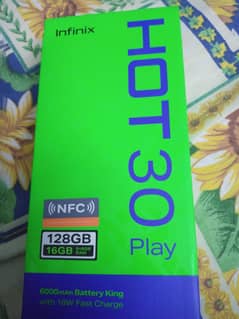 Infinix
HOT 30
Play
NFC
128GB
16GB
6000mAh Battery King
with 18W Fast Charge